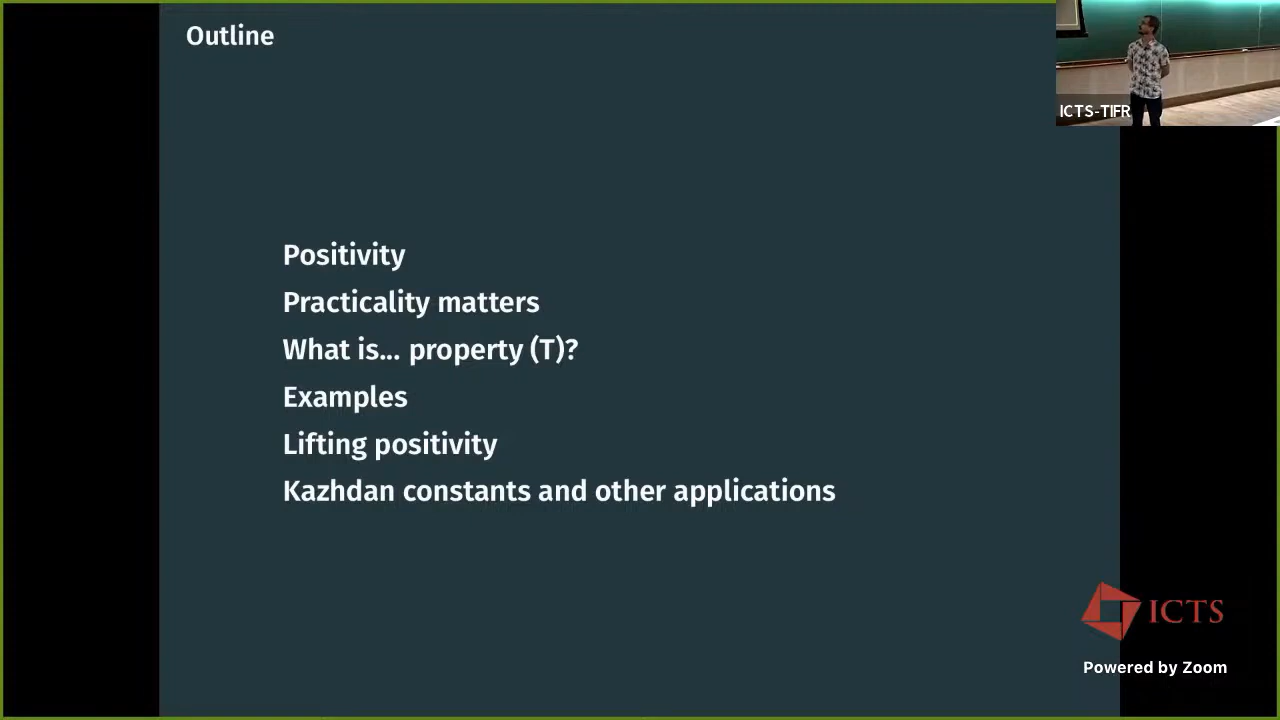 Outline
ICTS-TIFR
Positivity
Practicality matters
What is... property (T)?
Examples
Lifting positivity
Kazhdan constants and other applications
ICTS
Powered by Zoom